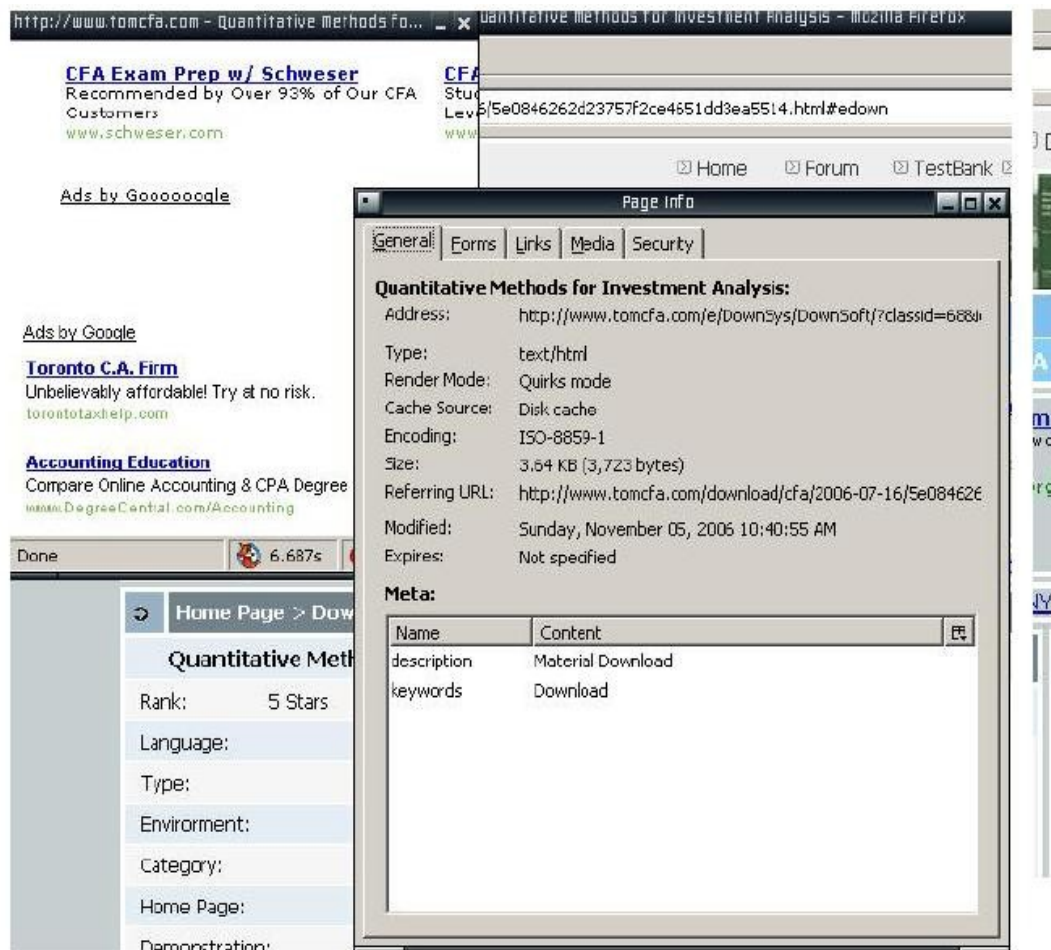 http://www.tomcfa.com - Quantitative Methods fo...
CFA Exam Prep w/ Schweser
Recommended by Over 93% of Our CFA
Customers
www.schweser.com
CFA
Stud
Leve
www
Ads by Goooooogle
Ads by Google
Toronto C.A. Firm
Unbelievably affordable! Try at no risk.
torontotaxhelp.com
Accounting Education
Compare Online Accounting & CPA Degree
www.DegreeCentral.com/Accounting
Done
6.687s
Quantitative Methods for Investment Analysis - Mozilla Firefox
6/5e0846262d23757f2ce4651dd3ea5514.html#edown
Home
Forum
TestBank
Page Info
General
Forms
Links
Media
Security
Quantitative Methods for Investment Analysis:
Address: http://www.tomcfa.com/e/DownSys/DownSoft/?classid=68&i
Type: text/html
Render Mode: Quirks mode
Cache Source: Disk cache
Encoding: ISO-8859-1
Size: 3.64 KB (3,723 bytes)
Referring URL: http://www.tomcfa.com/download/cfa/2006-07-16/5e084626
Modified: Sunday, November 05, 2006 10:40:55 AM
Expires: Not specified
Meta:
Name Content
description Material Download
keywords Download
Home Page > Dow
Quantitative Meth
Rank: 5 Stars
Language:
Type:
Envirorment:
Category:
Home Page:
Demonstration: